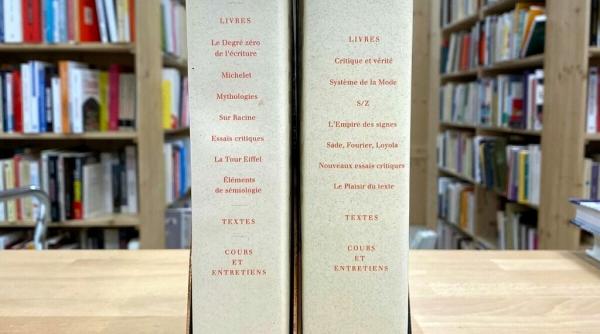 LIVRES
Le Degré zéro
de l'écriture
Michelet
Mythologies
Sur Racine
Essais critiques
La Tour Eiffel
Éléments
de sémiologie
TEXTES
COURS
ET
ENTRETIENS
LIVRES
Critique et vérité
Système de la Mode
S/Z
L'Empire des signes
Sade, Fourier, Loyola
Nouveaux essais critiques
Le Plaisir du texte
TEXTES
COURS
ET
ENTRETIENS